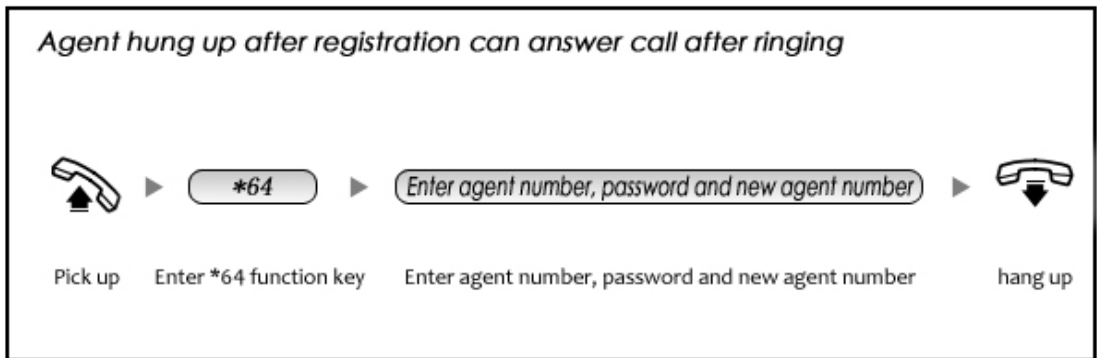 Agent hung up after registration can answer call after ringing
*64
Enter agent number, password and new agent number
Pick up
Enter *64 function key
Enter agent number, password and new agent number
hang up